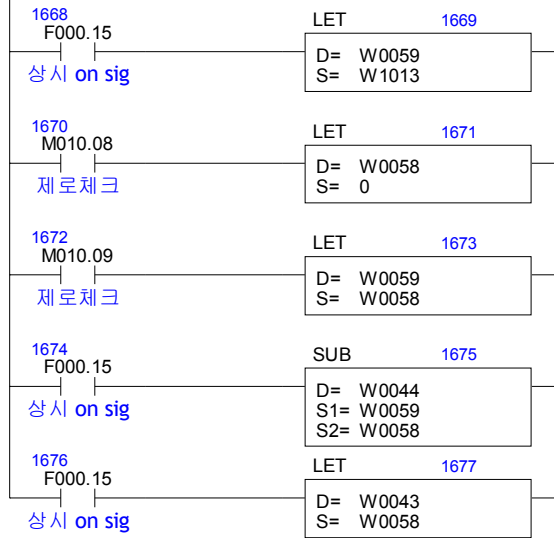 1668
F000.15
상시 on sig
LET 1669
D= W0059
S= W1013
1670
M010.08
제로체크
LET 1671
D= W0058
S= 0
1672
M010.09
제로체크
LET 1673
D= W0059
S= W0058
1674
F000.15
상시 on sig
SUB 1675
D= W0044
S1= W0059
S2= W0058
1676
F000.15
상시 on sig
LET 1677
D= W0043
S= W0058